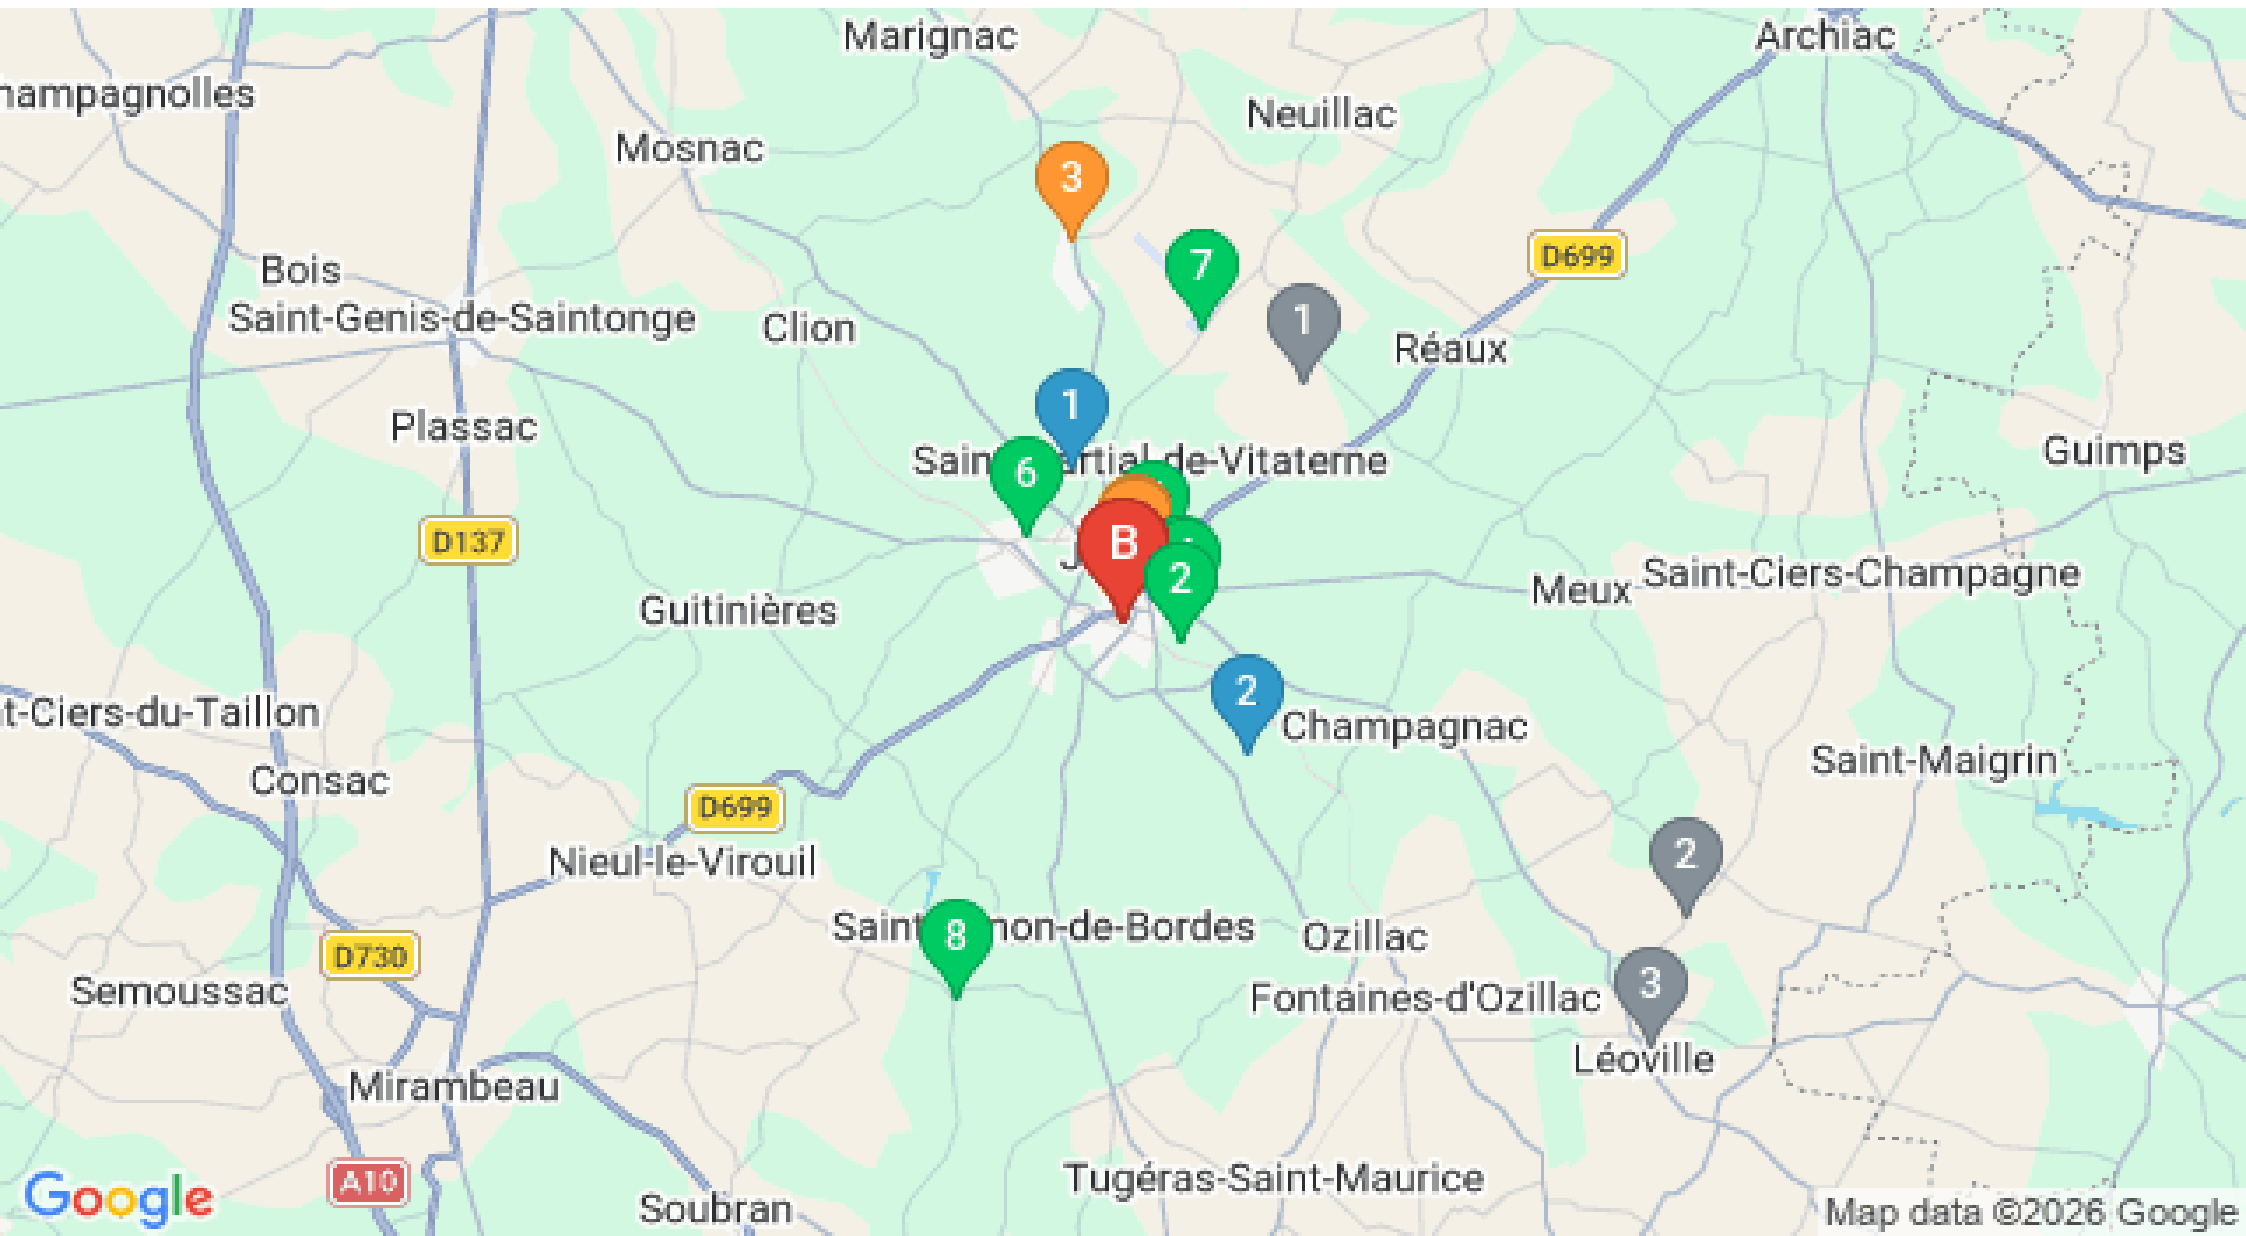 Marignac
Archiac
hampagnolles
Neuillac
Mosnac
3
D699
7
Bois
Saint-Genis-de-Saintonge
1
Clion
Réaux
1
Plassac
Guimps
Sain artial-de-Vitaterne
6
D137
B
J
2
Saint-Ciers-Champagne
Meux
Guitinières
2
t-Ciers-du-Taillon
Champagnac
Saint-Maigrin
Consac
D699
2
Nieul-le-Virouil
Saint non-de-Bordes
8
Ozillac
D730
3
Semoussac
Fontaines-d'Ozillac
Léoville
Mirambeau
Tugéras-Saint-Maurice
A10
Google
Soubran
Map data ©2026 Google